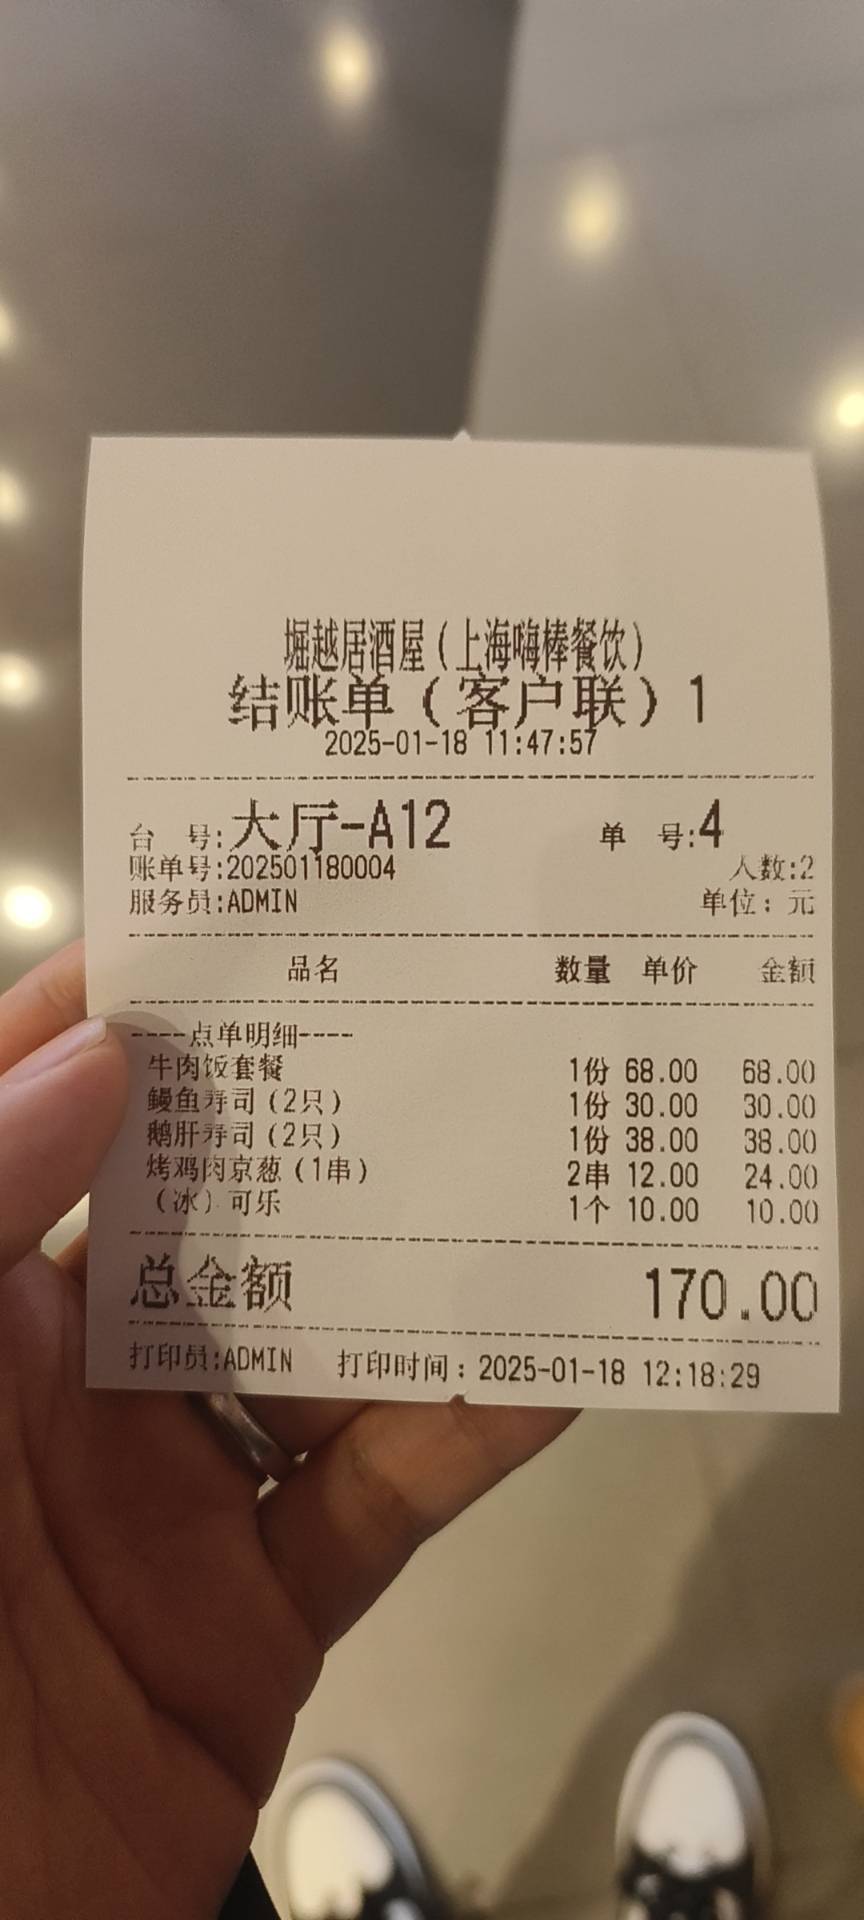 堀越居酒屋（上海嗨棒餐饮）
结账单（客户联）1
2025-01-18 11:47:57
台 号:大厅-A12 单 号:4
账单号:202501180004 人数:2
服务员:ADMIN 单位：元
品名 数量 单价 金额
----点单明细----
牛肉饭套餐 1份 68.00 68.00
鳗鱼寿司（2只） 1份 30.00 30.00
鹅肝寿司（2只） 1份 38.00 38.00
烤鸡肉京葱（1串） 2串 12.00 24.00
（冰）可乐 1个 10.00 10.00
总金额 170.00
打印员:ADMIN 打印时间：2025-01-18 12:18:29